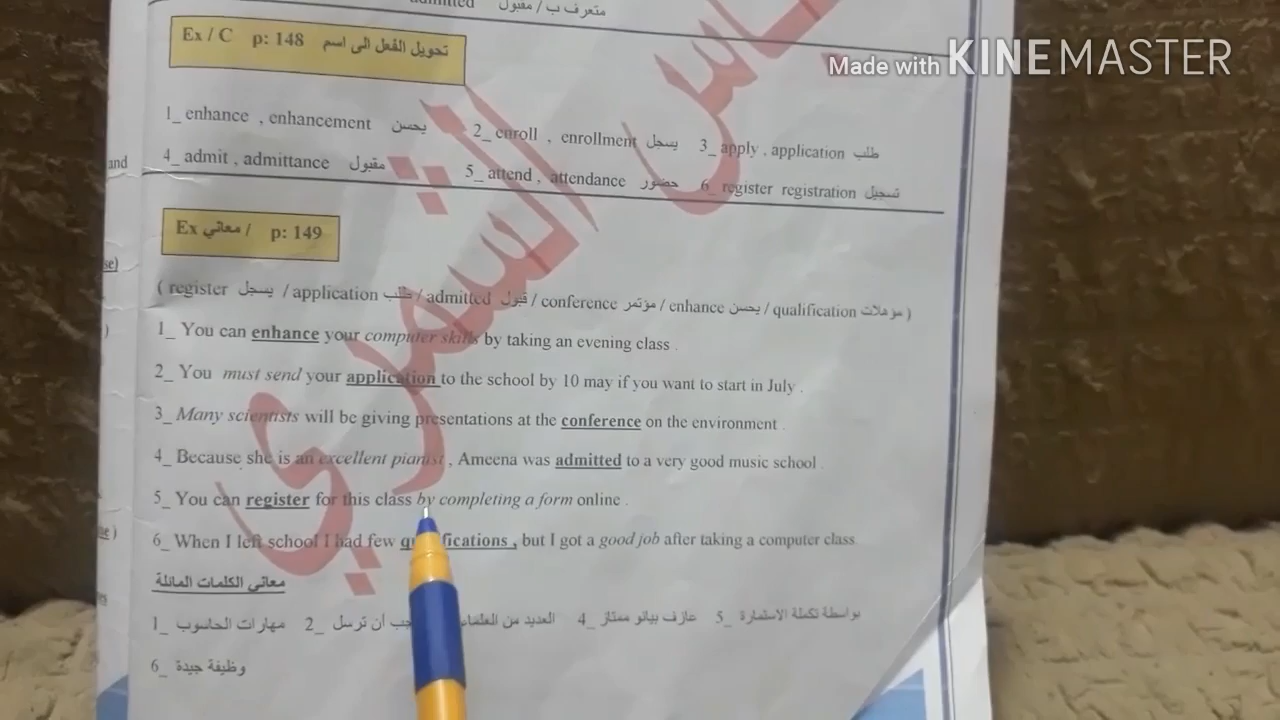 متعرف ب / مقبول
Made with KINEMASTER
Ex / C p: 148 تحويل الفعل الى اسم
1_ enhance , enhancement يحسن 2_ enroll , enrollment يسجل 3_ apply , application طلب
and
4_ admit , admittance مقبول 5_ attend , attendance حضور 6_ register registration تسجيل
Ex معاني / p: 149
( register يسجل / application طلب / admitted قبول / conference مؤتمر / enhance يحسن / qualification مؤهلات )
1_ You can enhance your computer skills by taking an evening class .
2_ You must send your application to the school by 10 may if you want to start in July .
3_ Many scientists will be giving presentations at the conference on the environment .
4_ Because she is an excellent pianist , Ameena was admitted to a very good music school .
5_ You can register for this class by completing a form online .
6_ When I left school I had few qualifications , but I got a good job after taking a computer class.
معاني الكلمات المائلة
1_ مهارات الحاسوب 2_ أن ترسل العديد من العلماء 4_ عازف بيانو ممتاز 5_ بواسطة تكملة الاستمارة
6_ وظيفة جيدة
الشمري